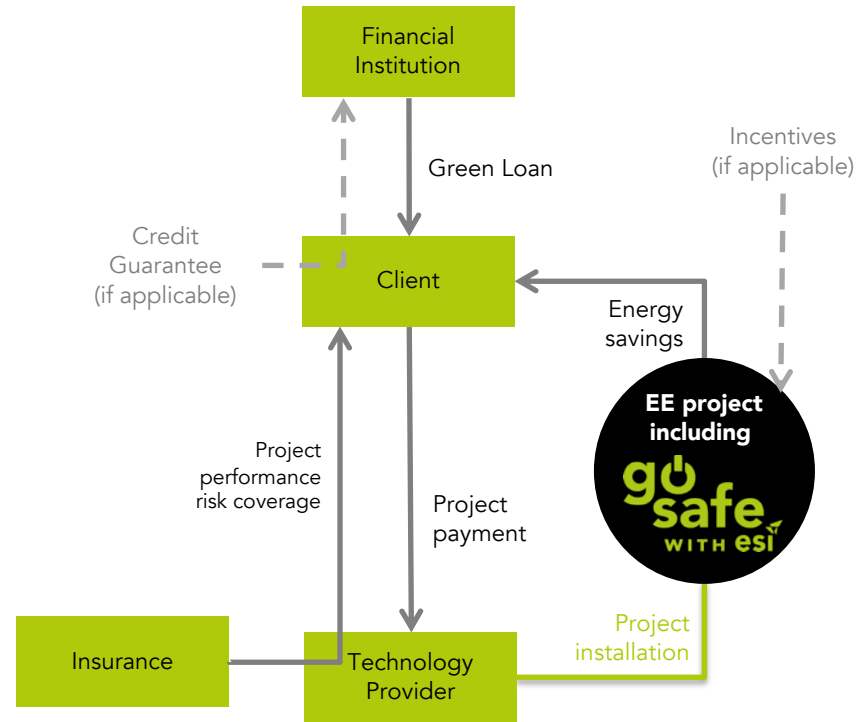 Financial
Institution
Incentives
(if applicable)
Green Loan
Credit
Guarantee
(if applicable)
Client
Energy
savings
EE project
including
go
safe
WITH esi
Project
performance
risk coverage
Project
payment
Project
installation
Insurance
Technology
Provider